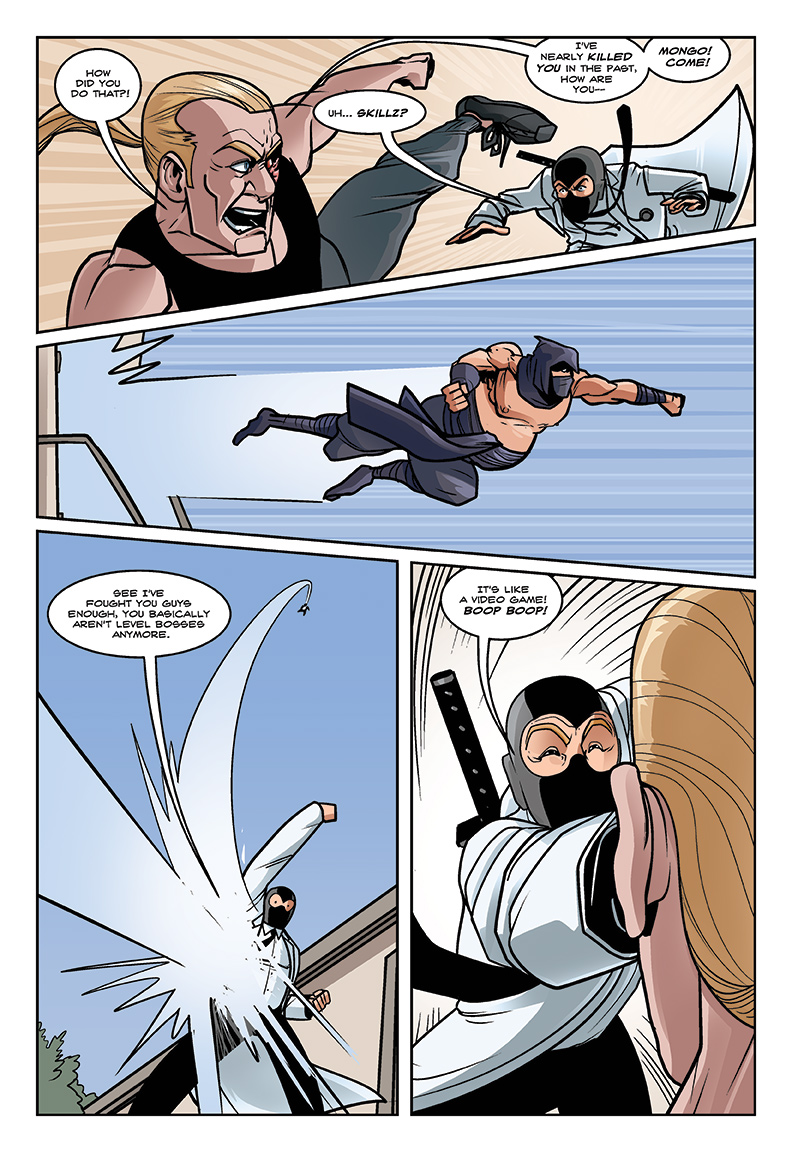 HOW
DID YOU
DO THAT?!
UH... SKILLZ?
I'VE
NEARLY KILLED
YOU IN THE PAST,
HOW ARE
YOU--
MONGO!
COME!
SEE I'VE
FOUGHT YOU GUYS
ENOUGH, YOU BASICALLY
AREN'T LEVEL BOSSES
ANYMORE.
IT'S LIKE
A VIDEO GAME!
BOOP BOOP!